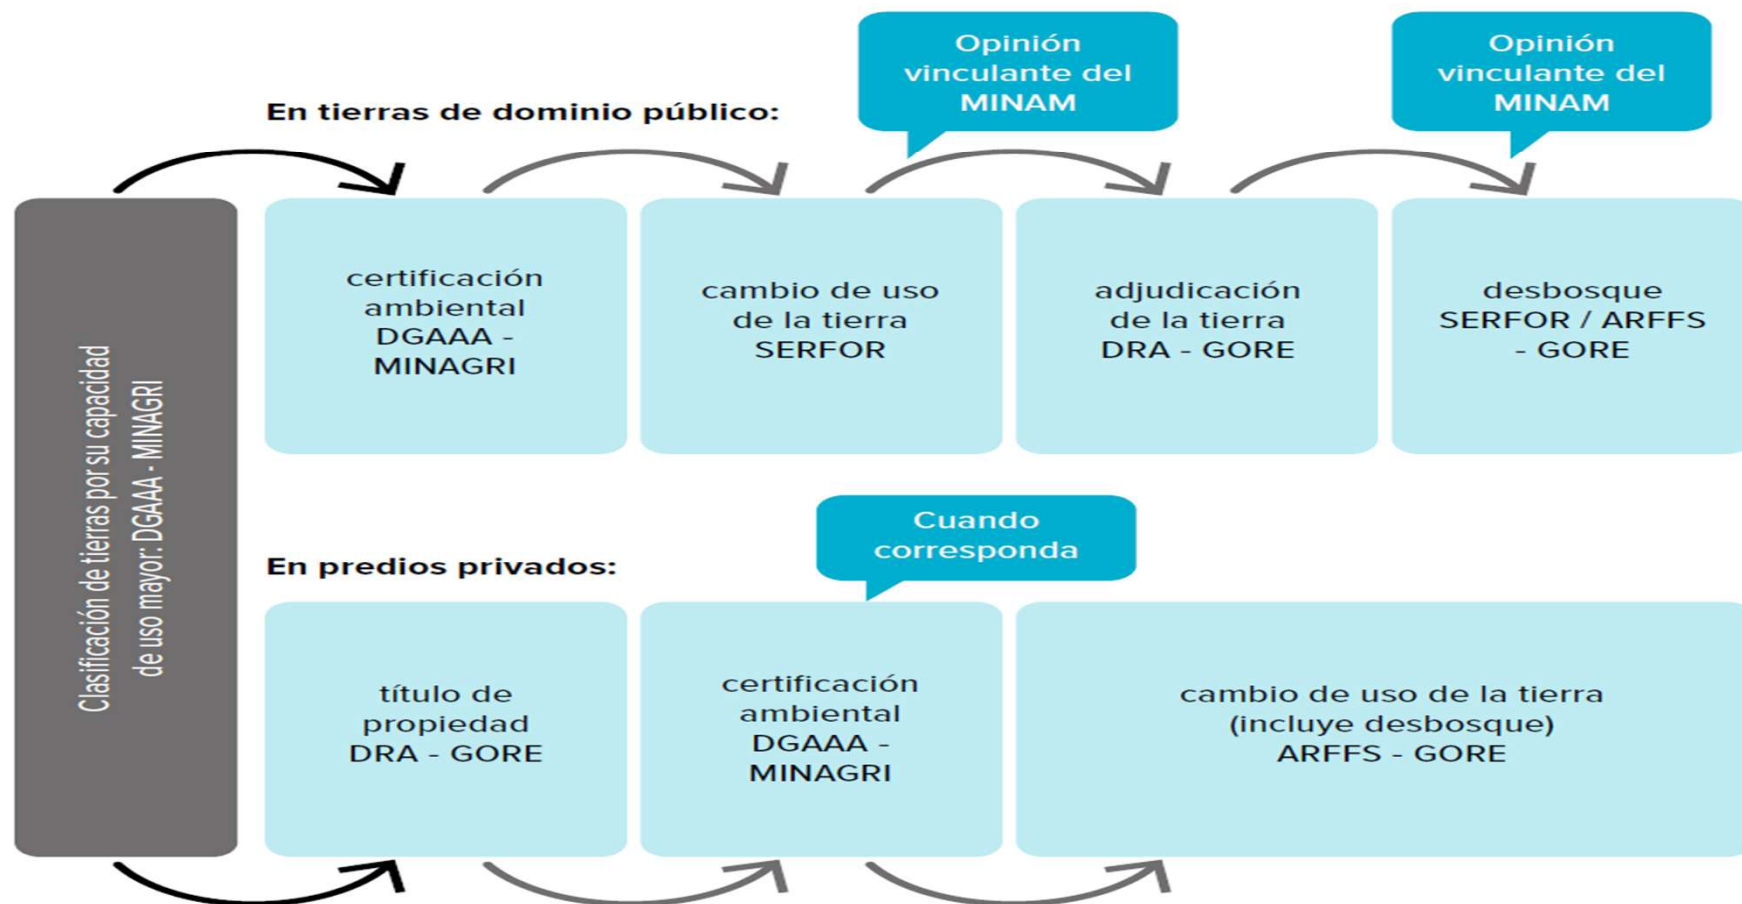 Opinión
vinculante del
MINAM
Opinión
vinculante del
MINAM
En tierras de dominio público:
Clasificación de tierras por su capacidad
de uso mayor: DGAAA - MINAGRI
certificación
ambiental
DGAAA -
MINAGRI
cambio de uso
de la tierra
SERFOR
adjudicación
de la tierra
DRA - GORE
desbosque
SERFOR / ARFFS
- GORE
Cuando
corresponda
En predios privados:
título de
propiedad
DRA - GORE
certificación
ambiental
DGAAA -
MINAGRI
cambio de uso de la tierra
(incluye desbosque)
ARFFS - GORE